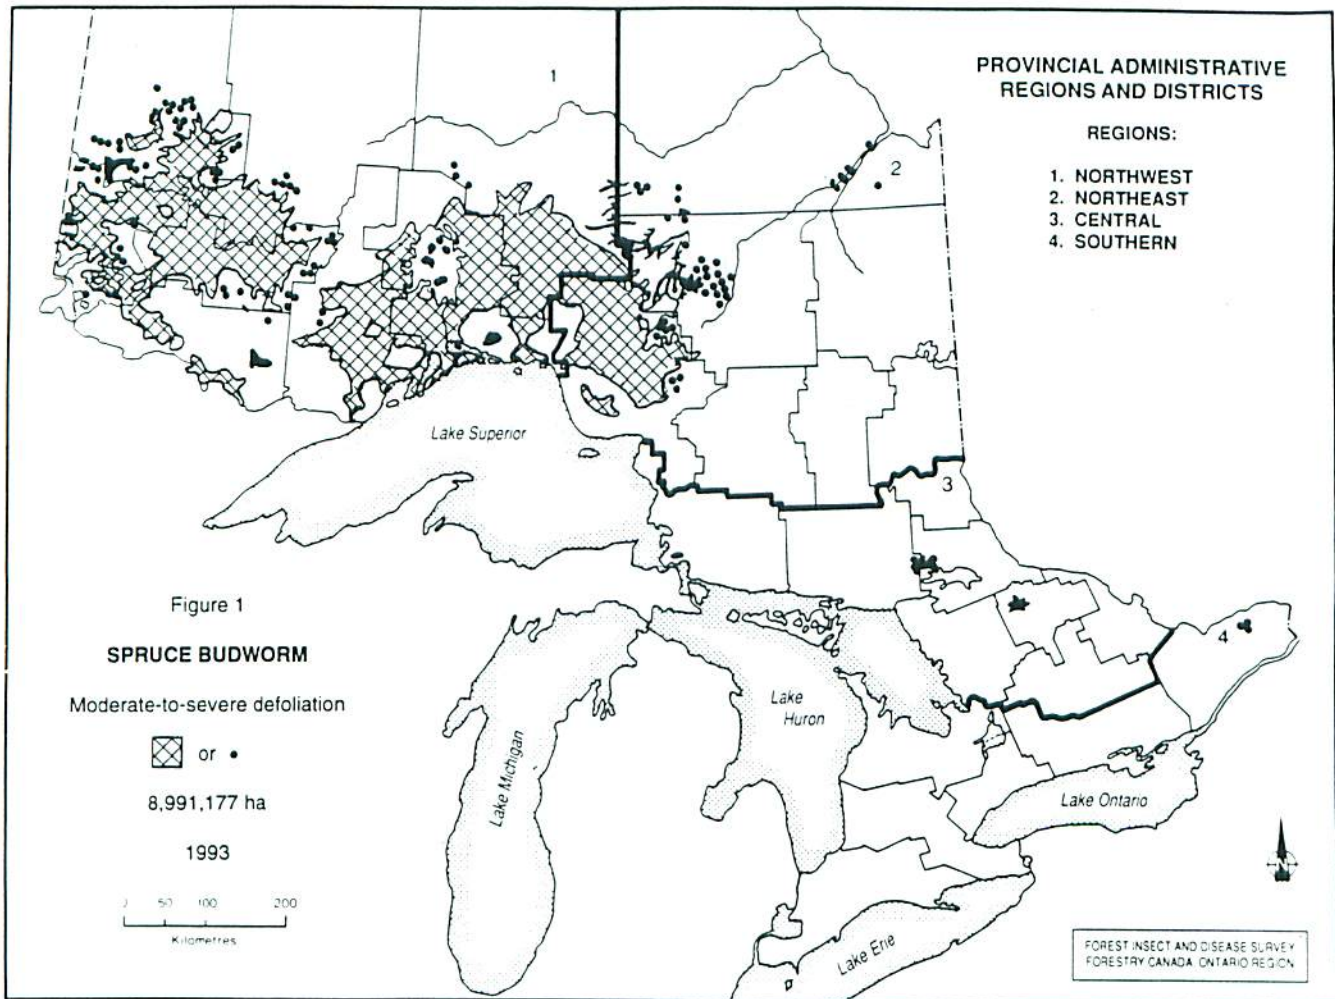 PROVINCIAL ADMINISTRATIVE
REGIONS AND DISTRICTS
REGIONS:
1. NORTHWEST
2. NORTHEAST
3. CENTRAL
4. SOUTHERN
1
2
3
4
Lake Superior
Lake Michigan
Lake
Huron
Lake Ontario
Lake Erie
Figure 1
SPRUCE BUDWORM
Moderate-to-severe defoliation
or
8,991,177 ha
1993
0 50 100 200
Kilometres
N
FOREST INSECT AND DISEASE SURVEY
FORESTRY CANADA ONTARIO REGION